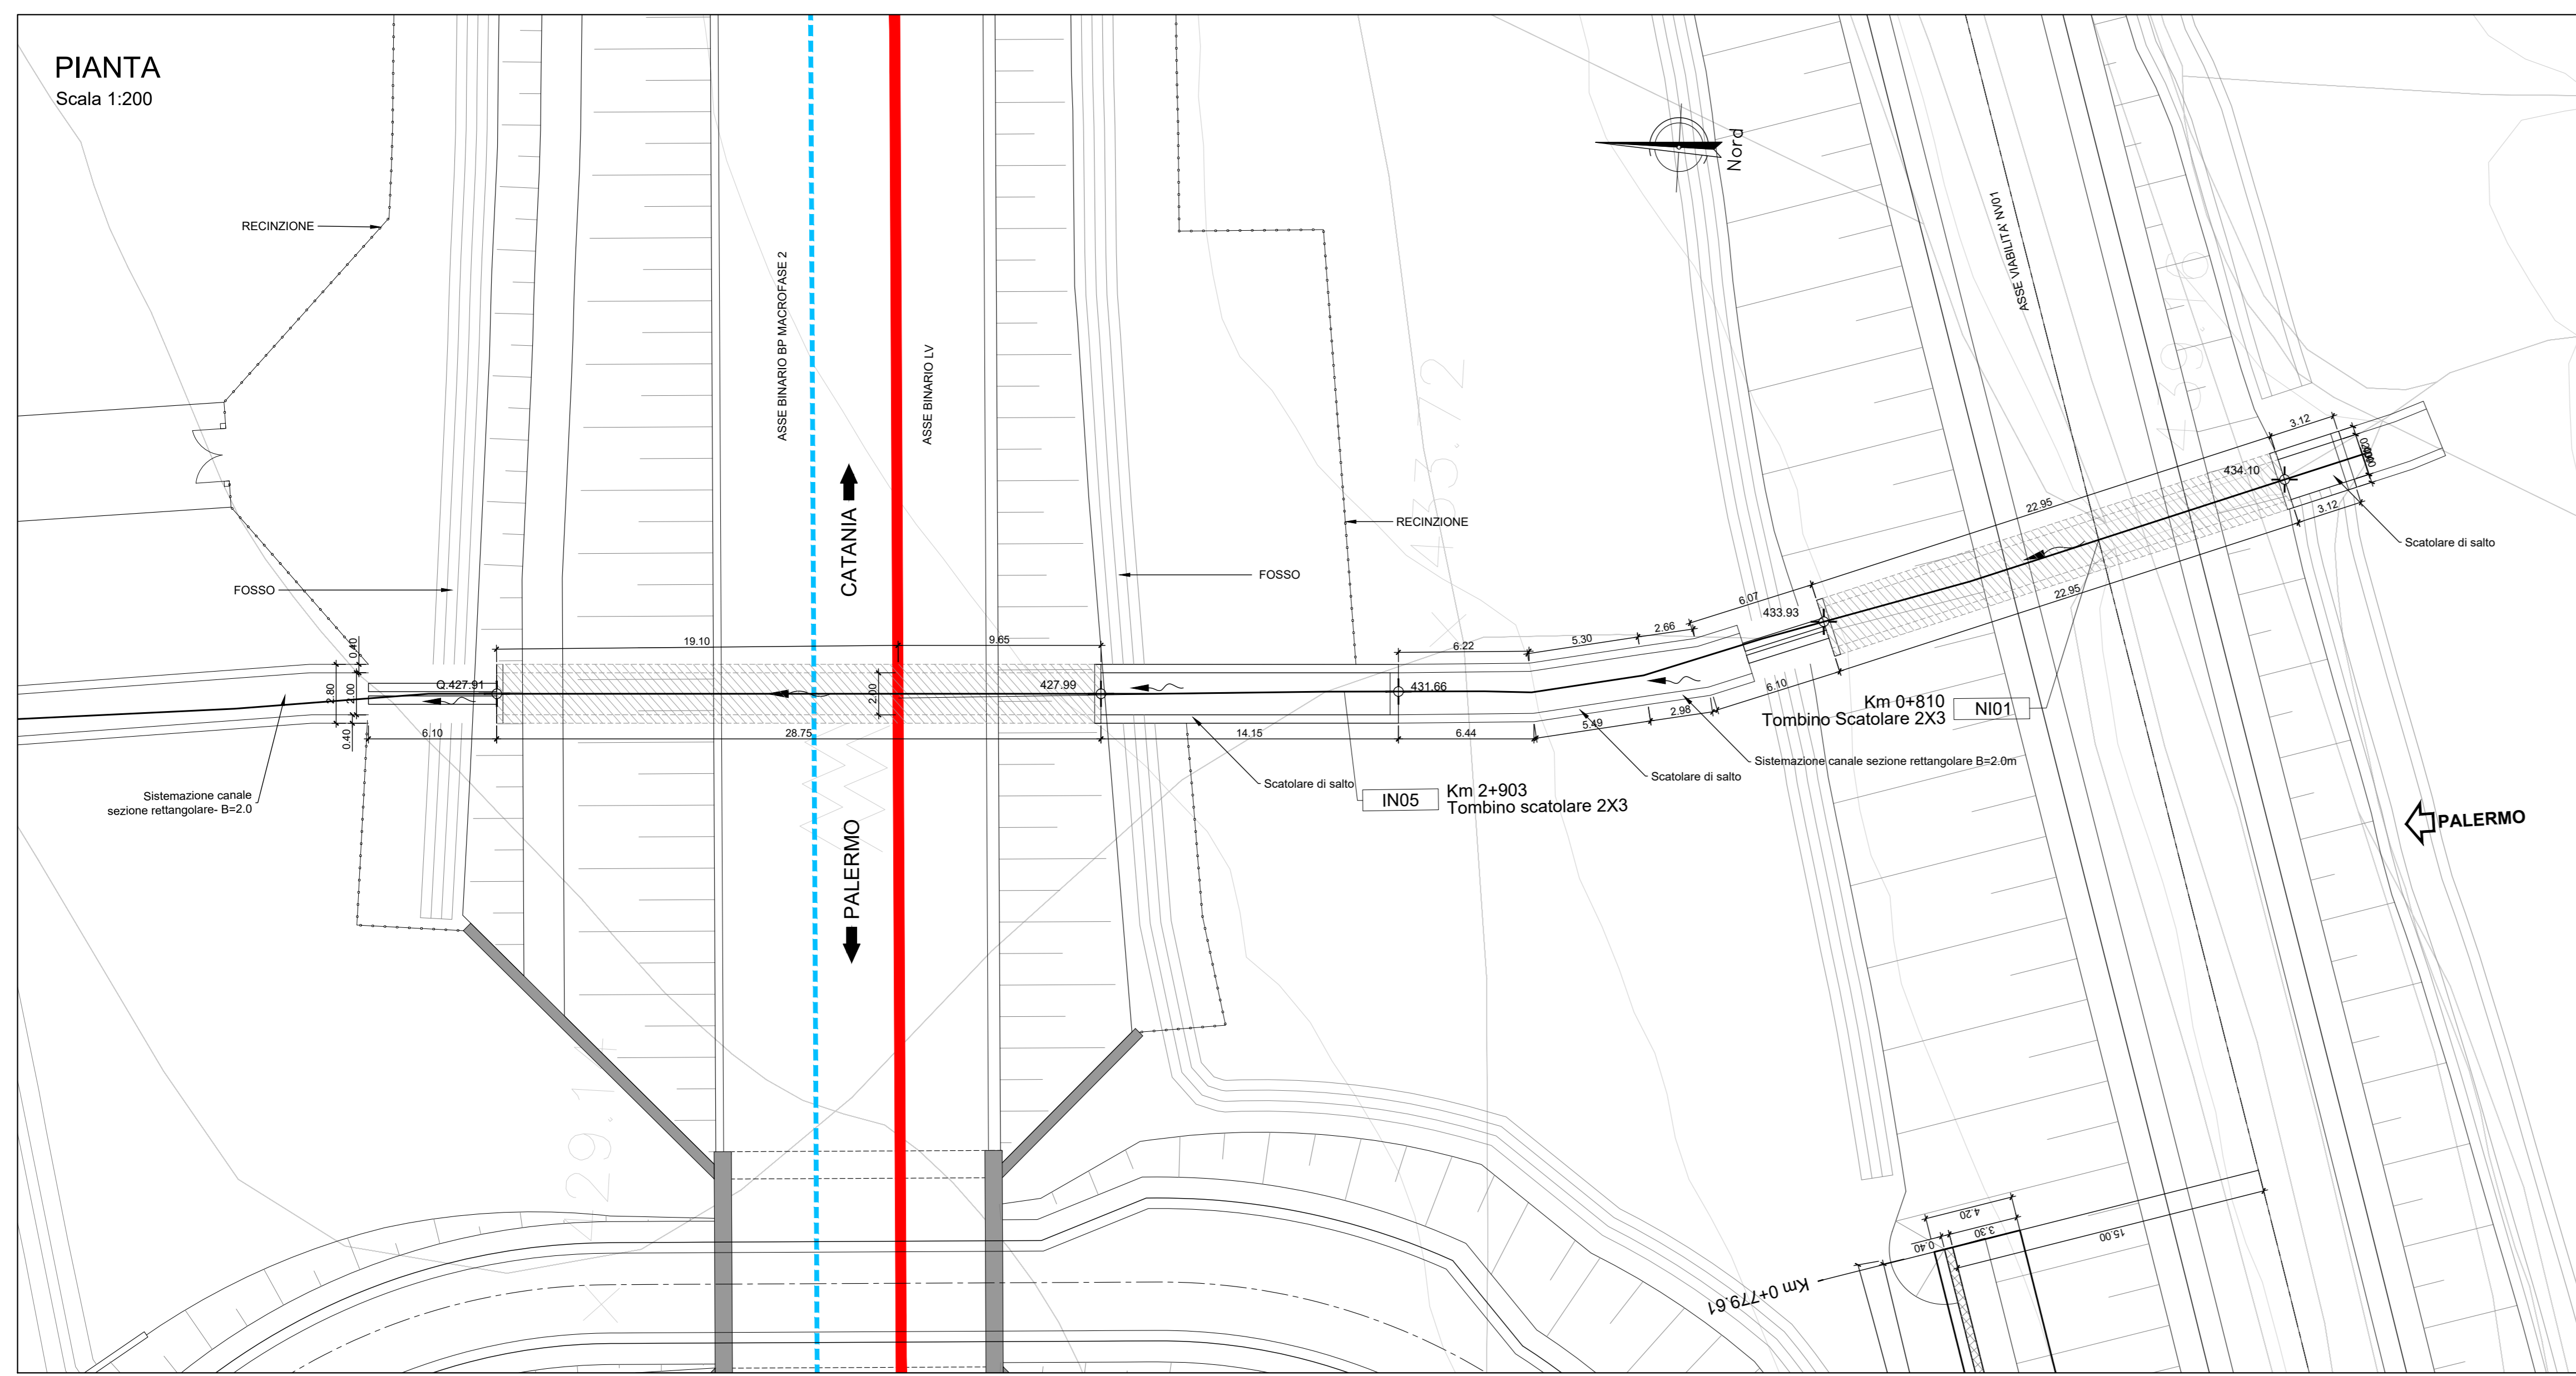 PIANTA
Scala 1:200
RECINZIONE
FOSSO
ASSE BINARIO BP MACROFASE 2
ASSE BINARIO LV
CATANIA
PALERMO
RECINZIONE
FOSSO
Nord
ASSE VIABILITA' NV01
433.72
19.10
9.65
0.40
2.80
2.00
0.40
Q.427.91
2.00
427.99
431.66
6.10
28.75
14.15
6.44
6.22
5.30
2.66
6.07
433.93
22.95
434.10
3.12
3.12
22.95
6.10
2.98
5.49
Scatolare di salto
Km 0+810
Tombino Scatolare 2X3
NI01
Sistemazione canale sezione rettangolare B=2.0m
Scatolare di salto
Scatolare di salto
IN05
Km 2+903
Tombino scatolare 2X3
Sistemazione canale
sezione rettangolare- B=2.0
PALERMO
4.20
3.30
0.40
15.00
Km 0+779.61